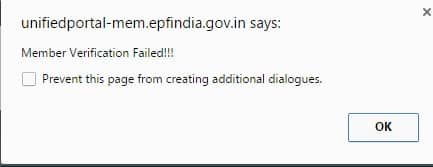 unifiedportal-mem.epfindia.gov.in says:
Member Verification Failed!!!
Prevent this page from creating additional dialogues.
OK